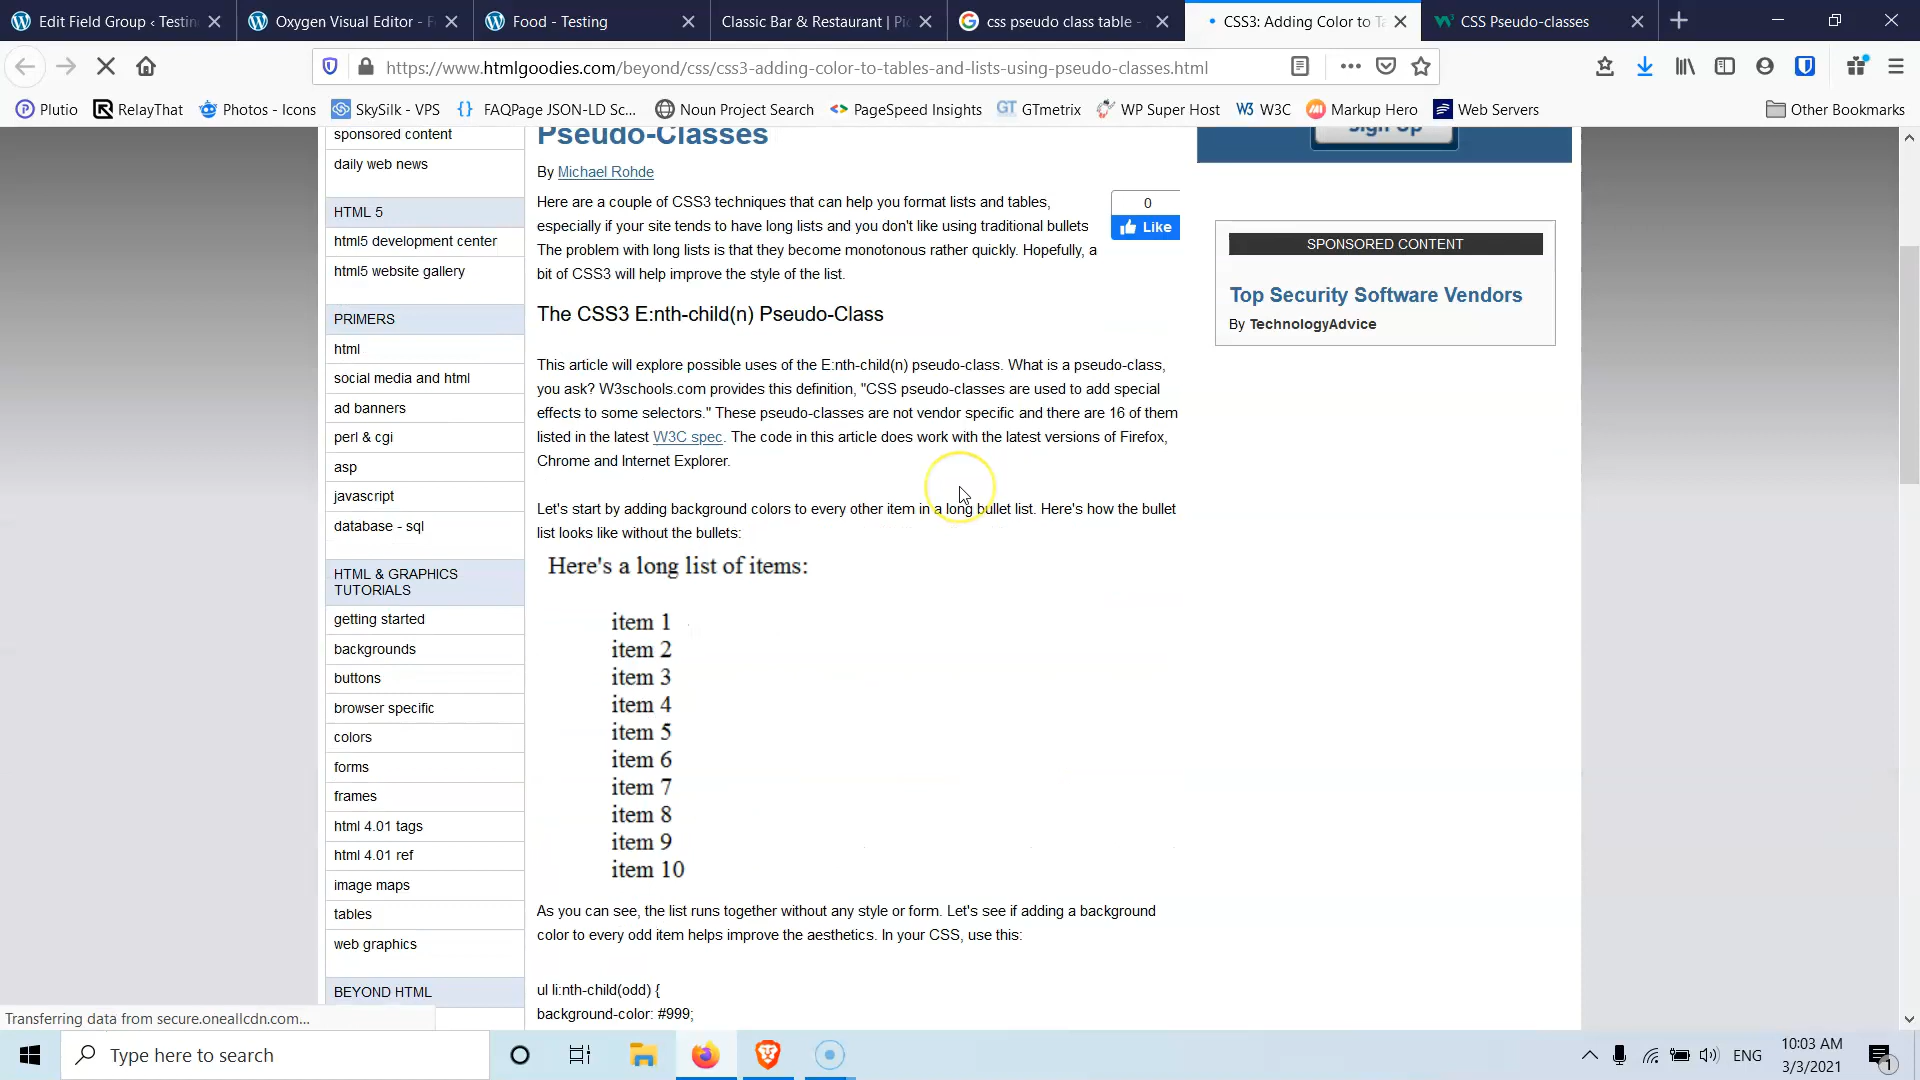 Edit Field Group ‹ Testin
Oxygen Visual Editor - F
Food - Testing
Classic Bar & Restaurant | Pi
css pseudo class table -
CSS3: Adding Color to Ta
CSS Pseudo-classes
https://www.htmlgoodies.com/beyond/css/css3-adding-color-to-tables-and-lists-using-pseudo-classes.html
Plutio
RelayThat
Photos - Icons
SkySilk - VPS
FAQPage JSON-LD Sc...
Noun Project Search
PageSpeed Insights
GTmetrix
WP Super Host
W3C
Markup Hero
Web Servers
Other Bookmarks
sponsored content
daily web news
HTML 5
html5 development center
html5 website gallery
PRIMERS
html
social media and html
ad banners
perl & cgi
asp
javascript
database - sql
HTML & GRAPHICS
TUTORIALS
getting started
backgrounds
buttons
browser specific
colors
forms
frames
html 4.01 tags
html 4.01 ref
image maps
tables
web graphics
BEYOND HTML
Pseudo-Classes
By Michael Rohde
Here are a couple of CSS3 techniques that can help you format lists and tables,
especially if your site tends to have long lists and you don't like using traditional bullets
The problem with long lists is that they become monotonous rather quickly. Hopefully, a
bit of CSS3 will help improve the style of the list.
0
Like
The CSS3 E:nth-child(n) Pseudo-Class
This article will explore possible uses of the E:nth-child(n) pseudo-class. What is a pseudo-class,
you ask? W3schools.com provides this definition, "CSS pseudo-classes are used to add special
effects to some selectors." These pseudo-classes are not vendor specific and there are 16 of them
listed in the latest W3C spec. The code in this article does work with the latest versions of Firefox,
Chrome and Internet Explorer.
Let's start by adding background colors to every other item in a long bullet list. Here's how the bullet
list looks like without the bullets:
Here's a long list of items:
item 1
item 2
item 3
item 4
item 5
item 6
item 7
item 8
item 9
item 10
As you can see, the list runs together without any style or form. Let's see if adding a background
color to every odd item helps improve the aesthetics. In your CSS, use this:
ul li:nth-child(odd) {
background-color: #999;
Sign Up
SPONSORED CONTENT
Top Security Software Vendors
By TechnologyAdvice
Transferring data from secure.oneallcdn.com...
Type here to search
ENG
10:03 AM
3/3/2021
1